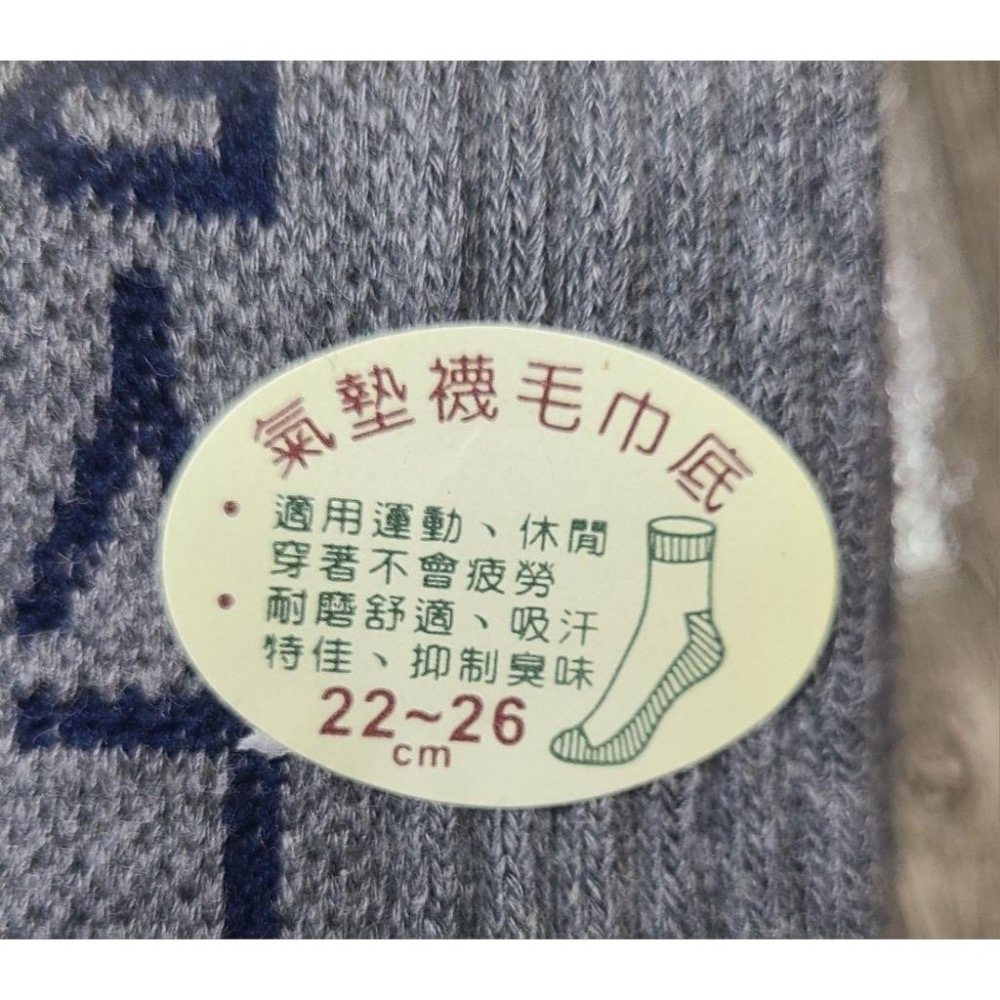 氣墊襪毛巾底
・適用運動、休閒
穿著不會疲勞
・耐磨舒適、吸汗
特佳、抑制臭味
22~26
cm